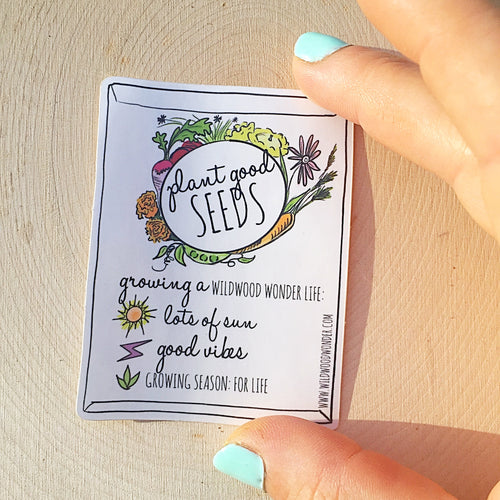 plant good
SEEDS
growing a WILDWOOD WONDER LIFE:
lots of sun
good vibes
GROWING SEASON: FOR LIFE
WWW.WILDWOODWONDER.COM